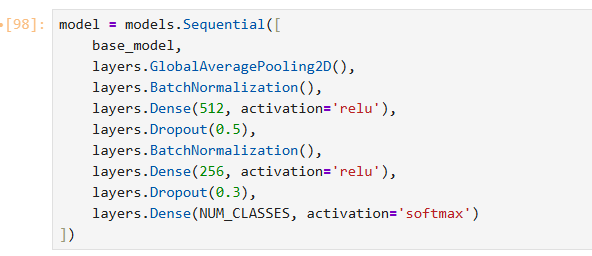 [98]: model = models.Sequential([
base_model,
layers.GlobalAveragePooling2D(),
layers.BatchNormalization(),
layers.Dense(512, activation='relu'),
layers.Dropout(0.5),
layers.BatchNormalization(),
layers.Dense(256, activation='relu'),
layers.Dropout(0.3),
layers.Dense(NUM_CLASSES, activation='softmax')
])